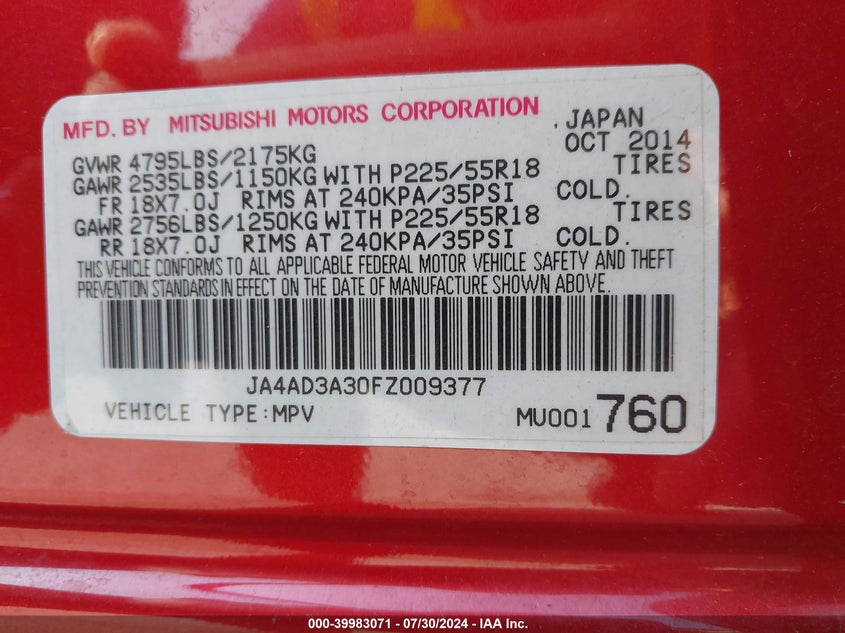 MFD. BY MITSUBISHI MOTORS CORPORATION . JAPAN
OCT 2014
GVWR 4795LBS/2175KG
GAWR 2535LBS/1150KG WITH P225/55R18 TIRES
FR 18X7.0J RIMS AT 240KPA/35PSI COLD.
GAWR 2756LBS/1250KG WITH P225/55R18 TIRES
RR 18X7.0J RIMS AT 240KPA/35PSI COLD.
THIS VEHICLE CONFORMS TO ALL APPLICABLE FEDERAL MOTOR VEHICLE SAFETY AND THEFT
PREVENTION STANDARDS IN EFFECT ON THE DATE OF MANUFACTURE SHOWN ABOVE.
JA4AD3A30FZ009377
VEHICLE TYPE:MPV MU001 760
000-39983071 - 07/30/2024 - IAA Inc.